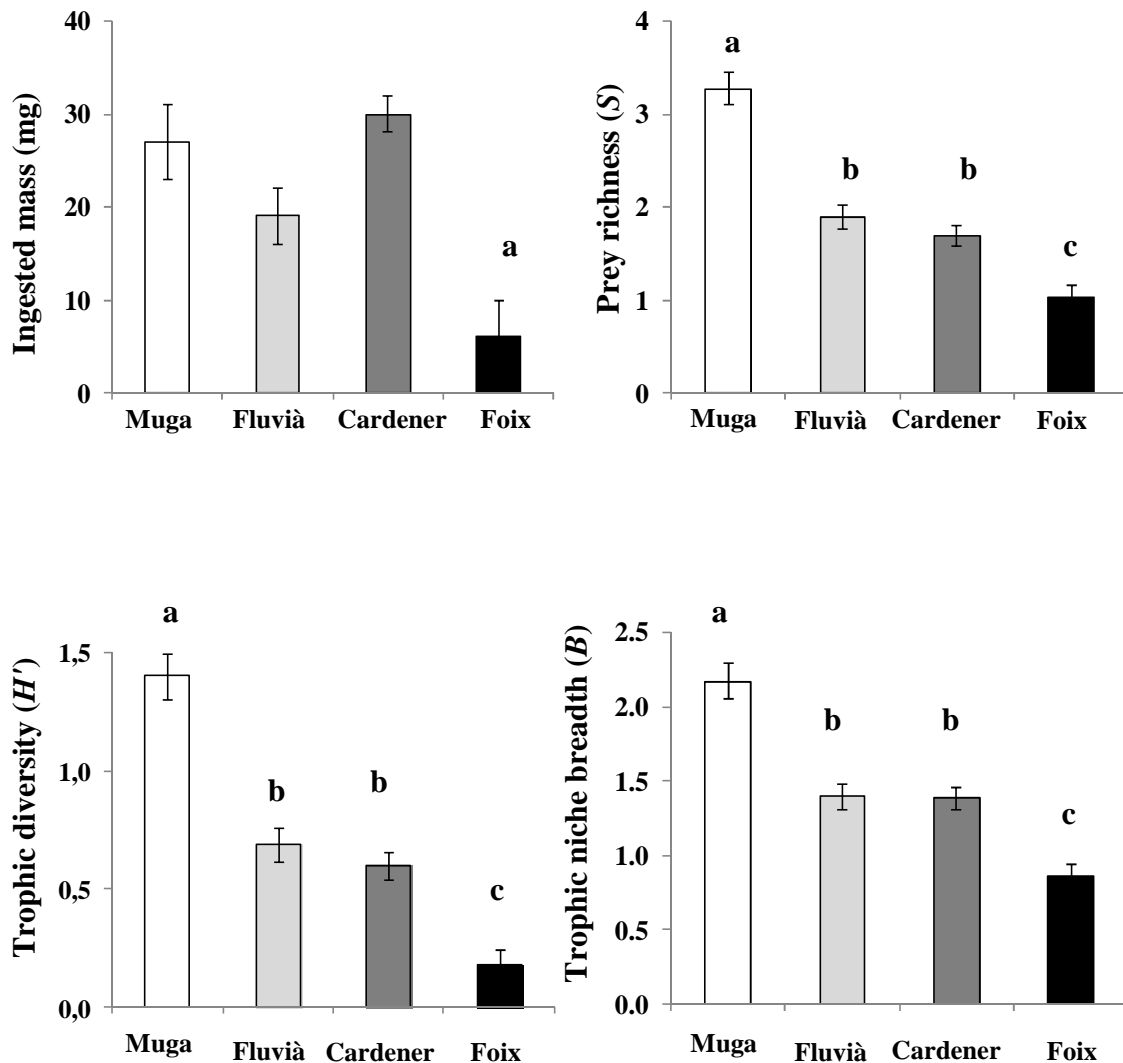 Ingested mass (mg)
40
30
20
10
0
a
Muga Fluvià Cardener Foix
Prey richness (S)
4
3
2
1
0
a
b b
c
Muga Fluvià Cardener Foix
Trophic diversity (H')
1,5
1,0
0,5
0,0
a
b b
c
Muga Fluvià Cardener Foix
Trophic niche breadth (B)
2.5
2.0
1.5
1.0
0.5
0.0
a
b b
c
Muga Fluvià Cardener Foix